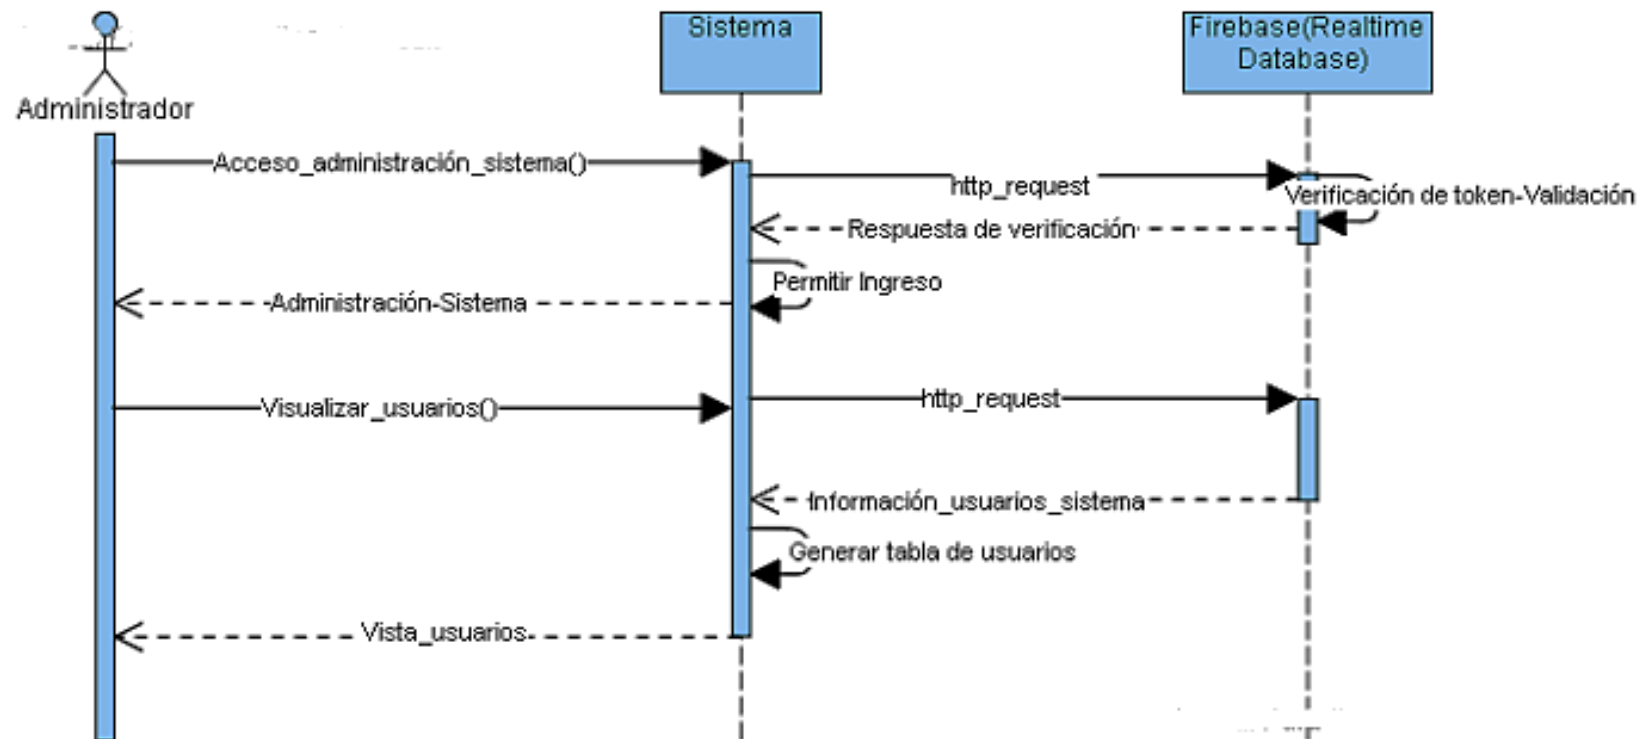 Administrador
Sistema
Firebase(Realtime
Database)
Acceso_administración_sistema()
http_request
Verificación de token-Validación
Respuesta de verificación
Permitir Ingreso
Administración-Sistema
Visualizar_usuarios()
http_request
Información_usuarios_sistema
Generar tabla de usuarios
Vista_usuarios